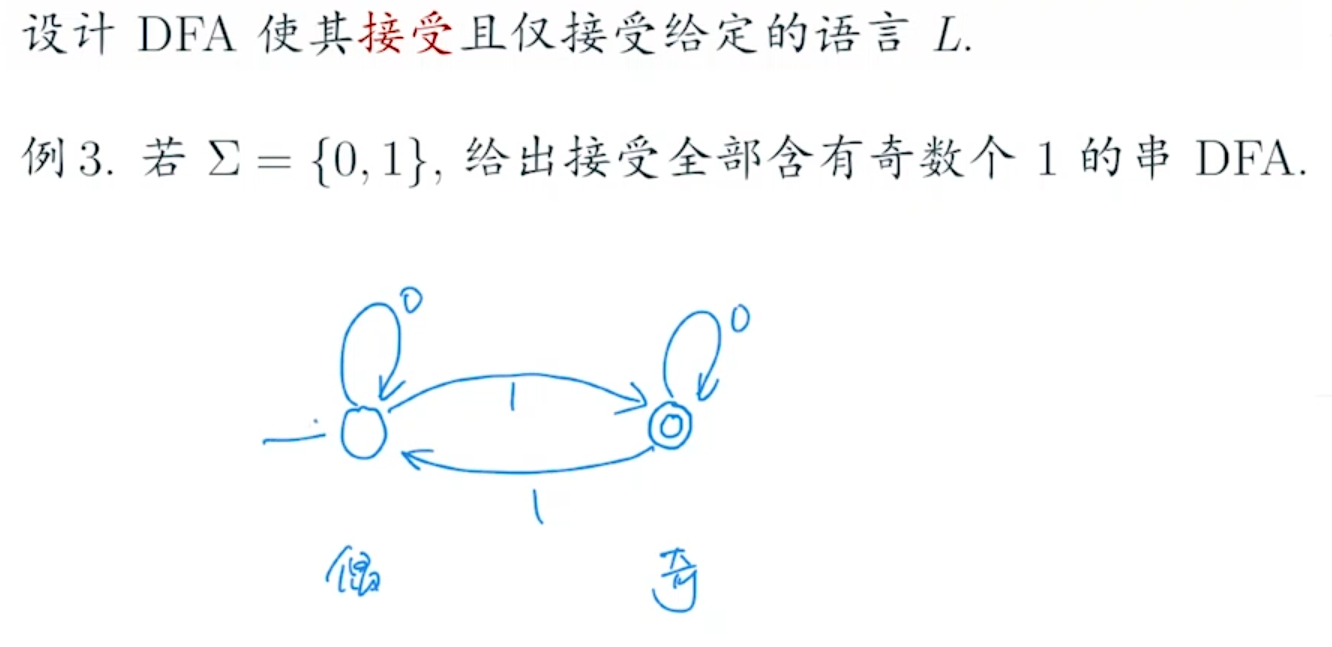 设计 DFA 使其接受且仅接受给定的语言 L.
例 3. 若 Σ = {0, 1}, 给出接受全部含有奇数个 1 的串 DFA.
0 0
1
1
偶 奇